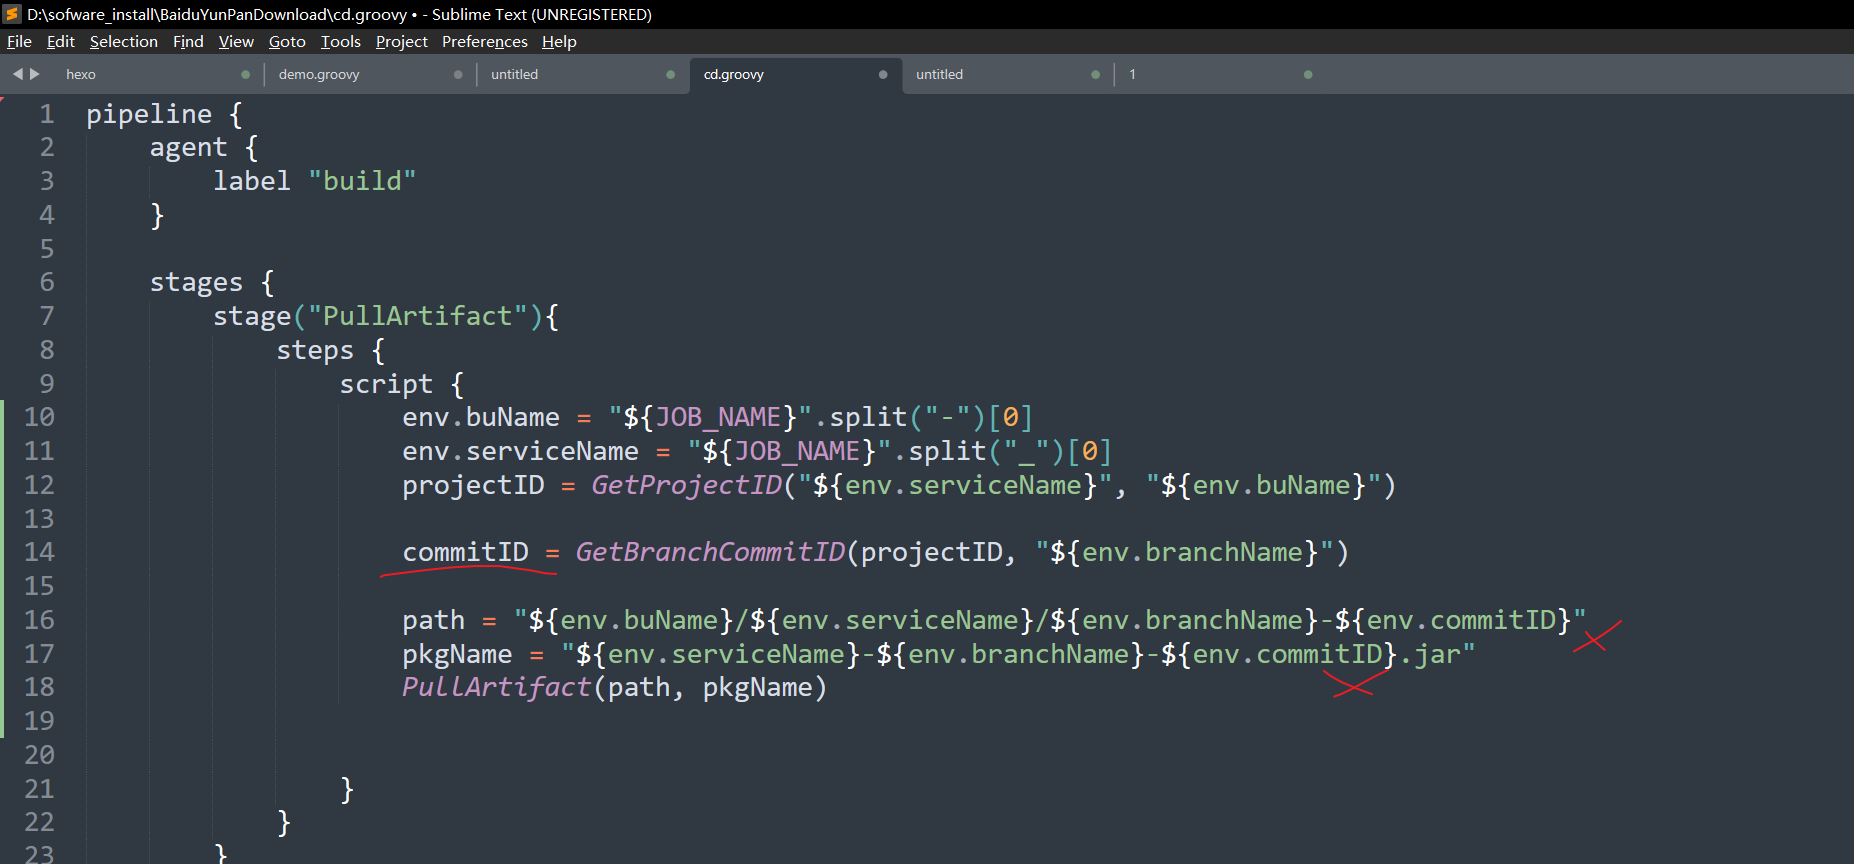 D:\sofware_install\BaiduYunPanDownload\cd.groovy • - Sublime Text (UNREGISTERED)
File Edit Selection Find View Goto Tools Project Preferences Help
hexo demo.groovy untitled cd.groovy untitled 1
1 pipeline {
2 agent {
3 label "build"
4 }
5
6 stages {
7 stage("PullArtifact"){
8 steps {
9 script {
10 env.buName = "${JOB_NAME}".split("-")[0]
11 env.serviceName = "${JOB_NAME}".split("_")[0]
12 projectID = GetProjectID("${env.serviceName}", "${env.buName}")
13
14 commitID = GetBranchCommitID(projectID, "${env.branchName}")
15
16 path = "${env.buName}/${env.serviceName}/${env.branchName}-${env.commitID}"
17 pkgName = "${env.serviceName}-${env.branchName}-${env.commitID}.jar"
18 PullArtifact(path, pkgName)
19
20
21 }
22 }
23 }